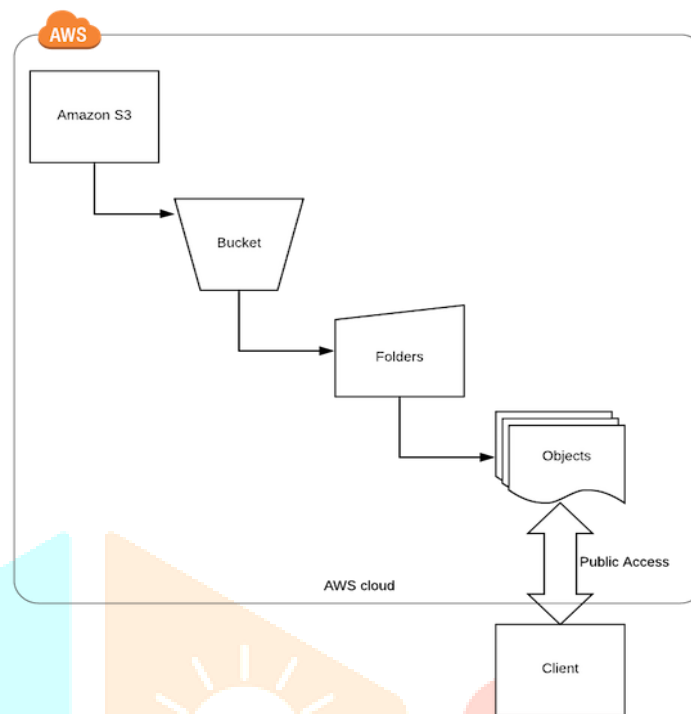 AWS
Amazon S3
Bucket
Folders
Objects
Public Access
AWS cloud
Client